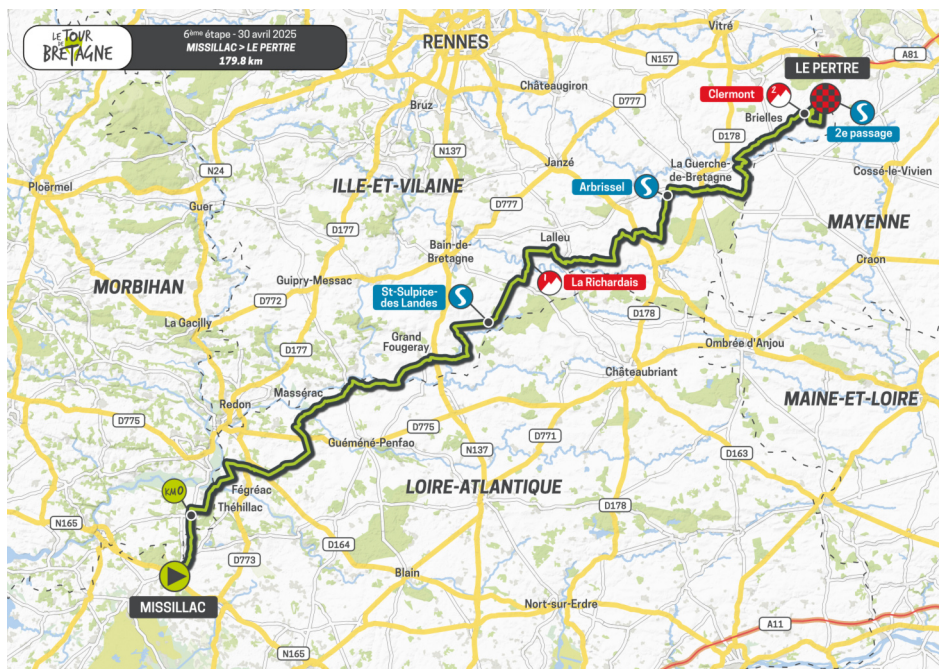 LE TOUR
BRETAGNE
6ème étape - 30 avril 2025
MISSILLAC > LE PERTRE
179.8 km
RENNES
Vitré
A81
N157
LE PERTRE
Châteaugiron
Clermont
2
D777
Bruz
Brielles
2e passage
D178
N137
Janzé
La Guerche-
de-Bretagne
Cossé-le-Vivien
N24
Ploërmel
ILLE-ET-VILAINE
Arbrissel
Guer
D777
MAYENNE
D177
Lalleu
Bain-de-
Bretagne
Craon
MORBIHAN
Guipry-Messac
1
La Richardais
St-Sulpice-
des Landes
D772
D178
La Gacilly
Grand
Fougeray
Ombrée d'Anjou
D177
Châteaubriant
Massérac
MAINE-ET-LOIRE
Redon
D775
D775
D771
Guéméné-Penfao
N137
D163
LOIRE-ATLANTIQUE
KM 0
Fégréac
Théhillac
D178
N165
D164
D773
Blain
MISSILLAC
Nort-sur-Erdre
A11
N165